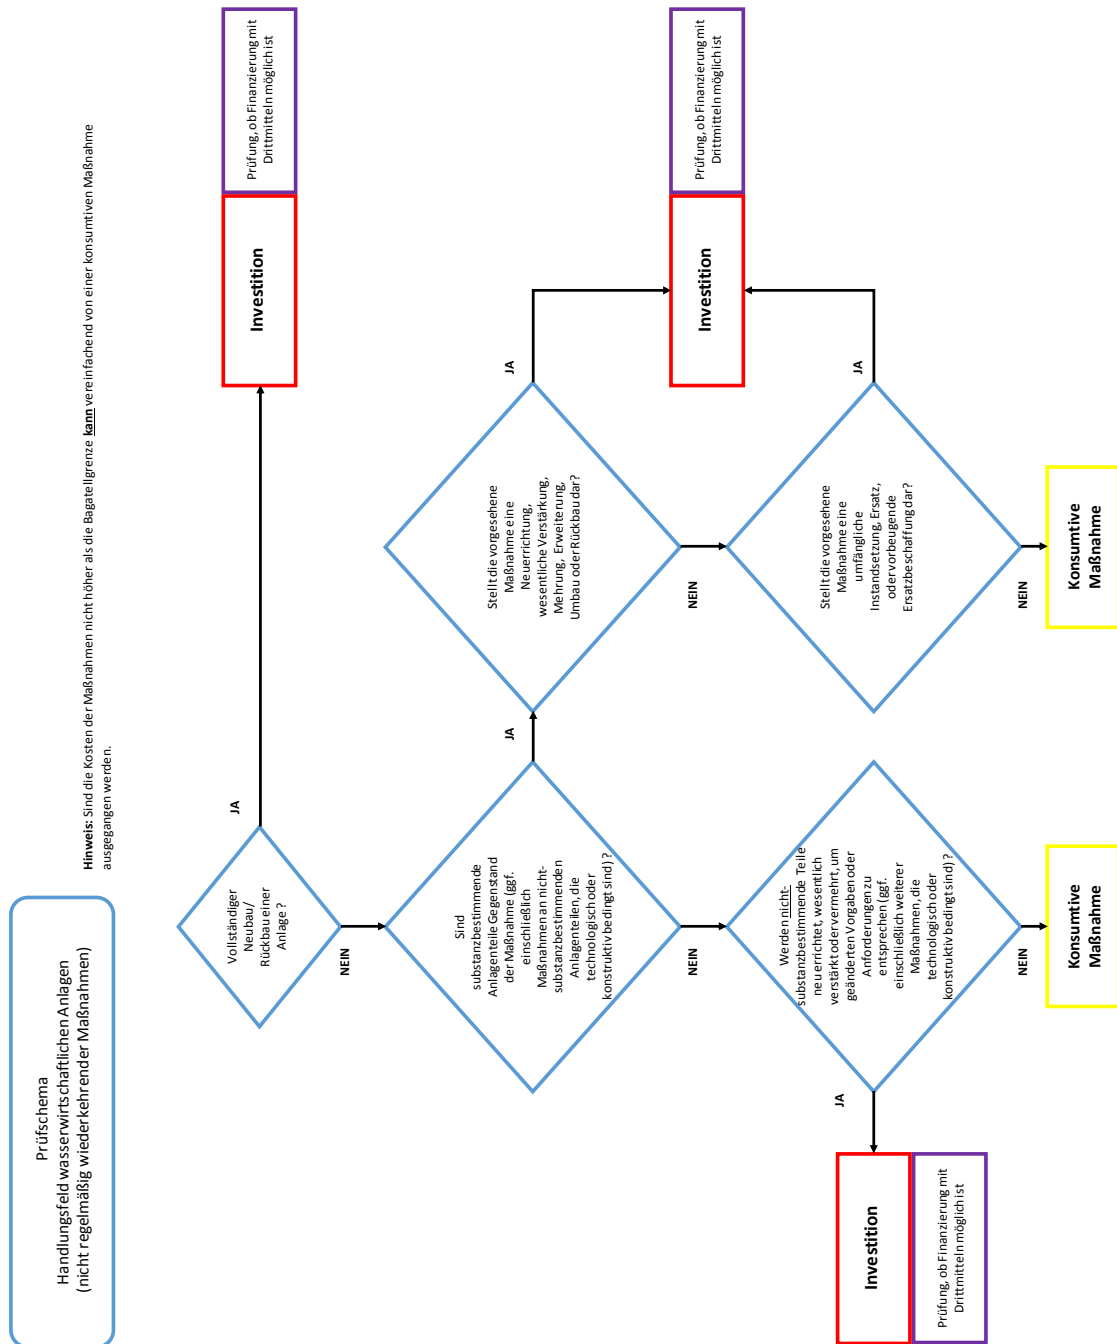 Prüfschema
Handlungsfeld wasserwirtschaftlichen Anlagen
(nicht regelmäßig wiederkehrender Maßnahmen)
Hinweis: Sind die Kosten der Maßnahmen nicht höher als die Bagatellgrenze kann vereinfachend von einer konsumtiven Maßnahme
ausgegangen werden.
Vollständiger
Neubau/
Rückbau einer
Anlage ?
JA
Investition
Prüfung, ob Finanzierung mit
Drittmitteln möglich ist
NEIN
Sind
substanzbestimmende
Anlagenteile Gegenstand
der Maßnahme (ggf.
einschließlich
Maßnahmen an nicht-
substanzbestimmenden
Anlagenteilen, die
technologisch oder
konstruktiv bedingt sind) ?
JA
Stellt die vorgesehene
Maßnahme eine
Neuerrichtung,
wesentliche Verstärkung,
Mehrung, Erweiterung,
Umbau oder Rückbau dar?
JA
Investition
Prüfung, ob Finanzierung mit
Drittmitteln möglich ist
NEIN
NEIN
Werden nicht-
substanzbestimmende Teile
neu errichtet, wesentlich
verstärkt oder vermehrt, um
geänderten Vorgaben oder
Anforderungen zu
entsprechen (ggf.
einschließlich weiterer
Maßnahmen, die
technologisch oder
konstruktiv bedingt sind) ?
JA
Investition
Prüfung, ob Finanzierung mit
Drittmitteln möglich ist
Stellt die vorgesehene
Maßnahme eine
umfängliche
Instandsetzung, Ersatz,
oder vorbeugende
Ersatzbeschaffung dar?
JA
NEIN
NEIN
Konsumtive
Maßnahme
Konsumtive
Maßnahme